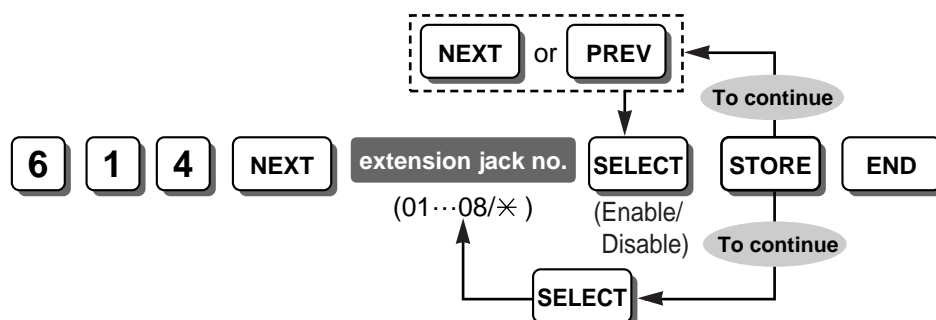 NEXT or PREV
To continue
6 1 4 NEXT extension jack no. SELECT STORE END
(01···08/✳ )
(Enable/
Disable)
To continue
SELECT